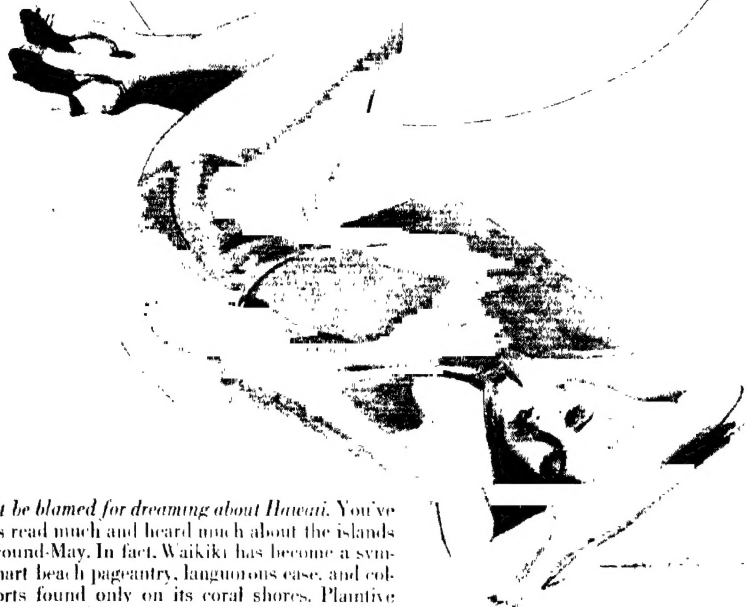 t be blamed for dreaming about Hawaii. You've
s read much and heard much about the islands
ound-May. In fact, Waikiki has become a sym-
nart beach pageantry, languorous ease, and col-
orts found only on its coral shores. Plaintive